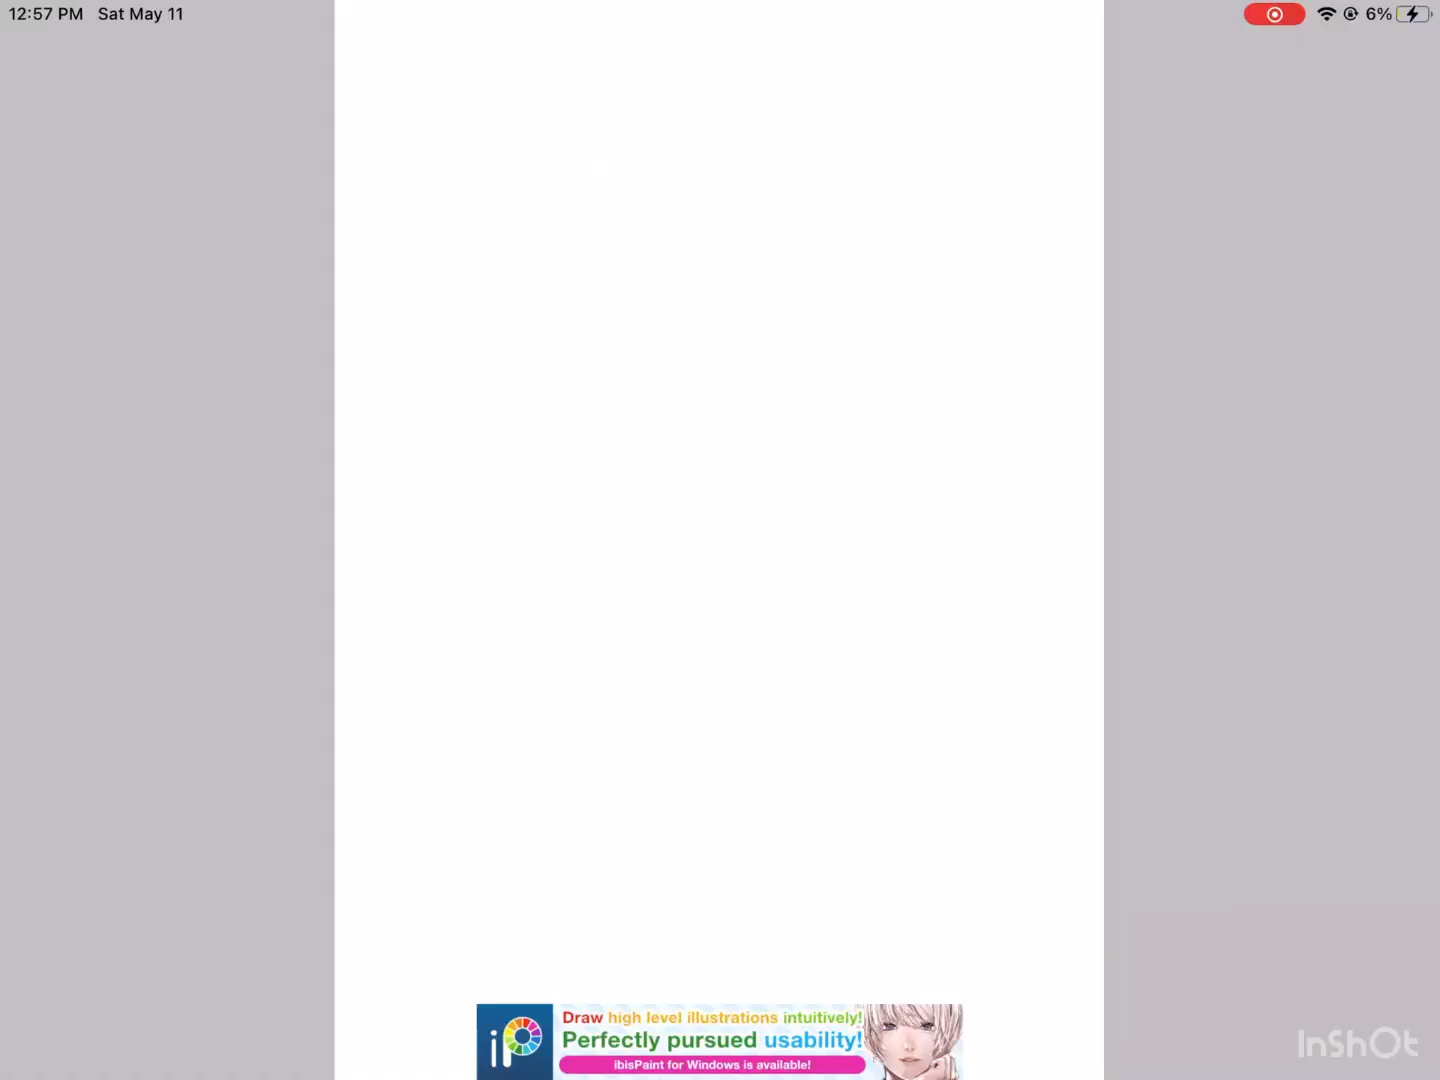 12:57 PM Sat May 11
6%
iP
Draw high level illustrations intuitively!
Perfectly pursued usability!
ibisPaint for Windows is available!
InShOt